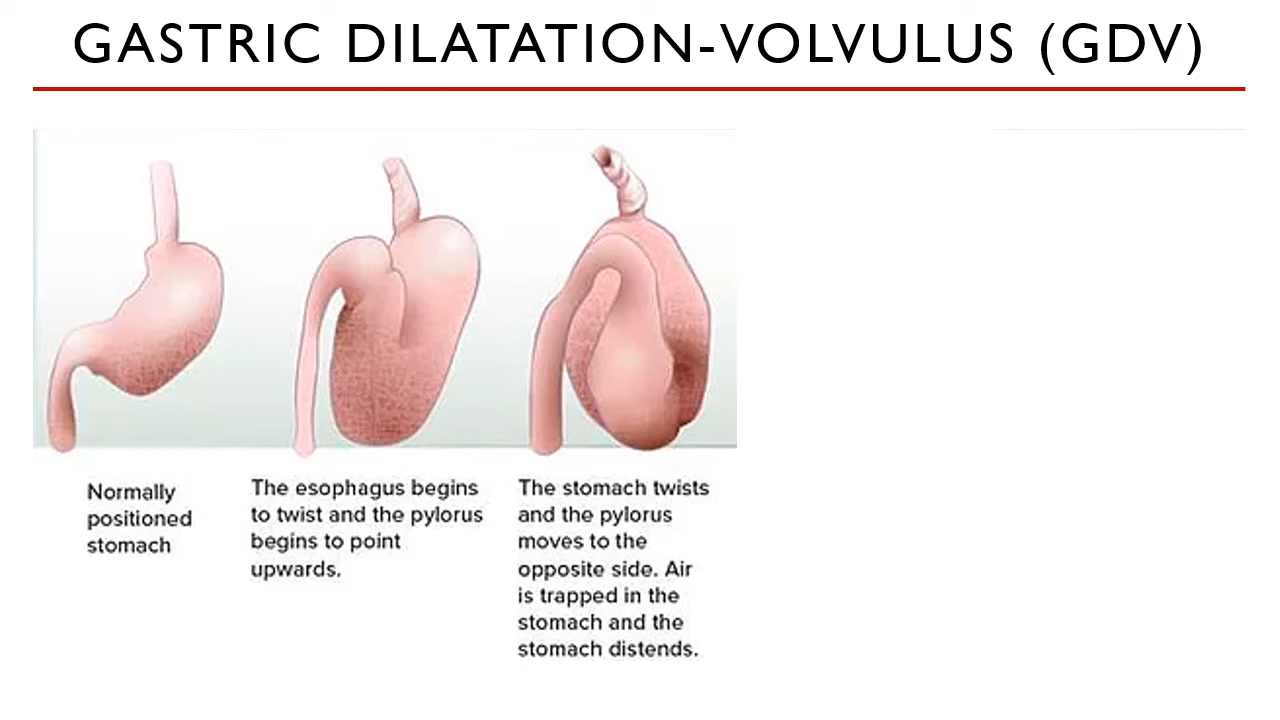 GASTRIC DILATATION-VOLVULUS (GDV)
Normally
positioned
stomach
The esophagus begins
to twist and the pylorus
begins to point
upwards.
The stomach twists
and the pylorus
moves to the
opposite side. Air
is trapped in the
stomach and the
stomach distends.